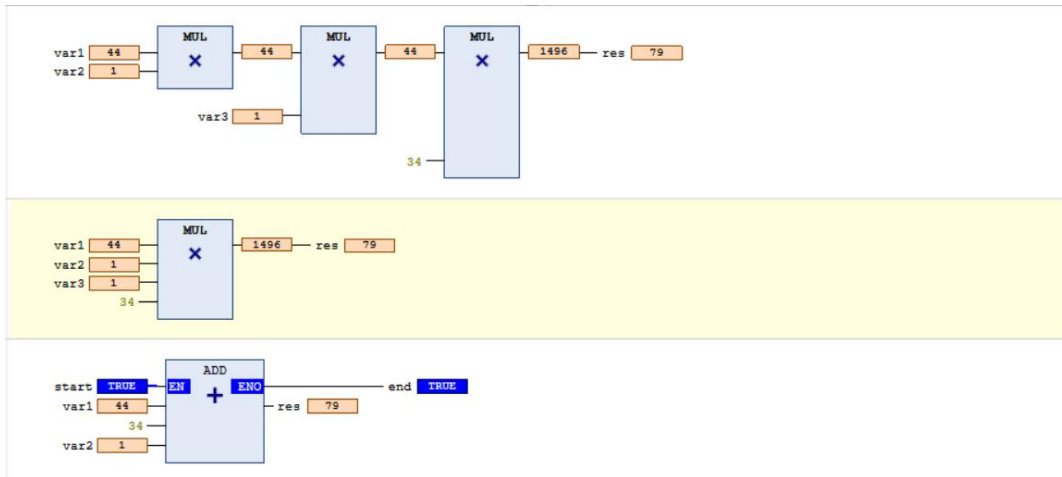 MUL MUL MUL
var1 44 44 44 1496 res 79
var2 1
var3 1
34
MUL
var1 44 1496 res 79
var2 1
var3 1
34
ADD
start TRUE EN ENO end TRUE
var1 44 res 79
34
var2 1